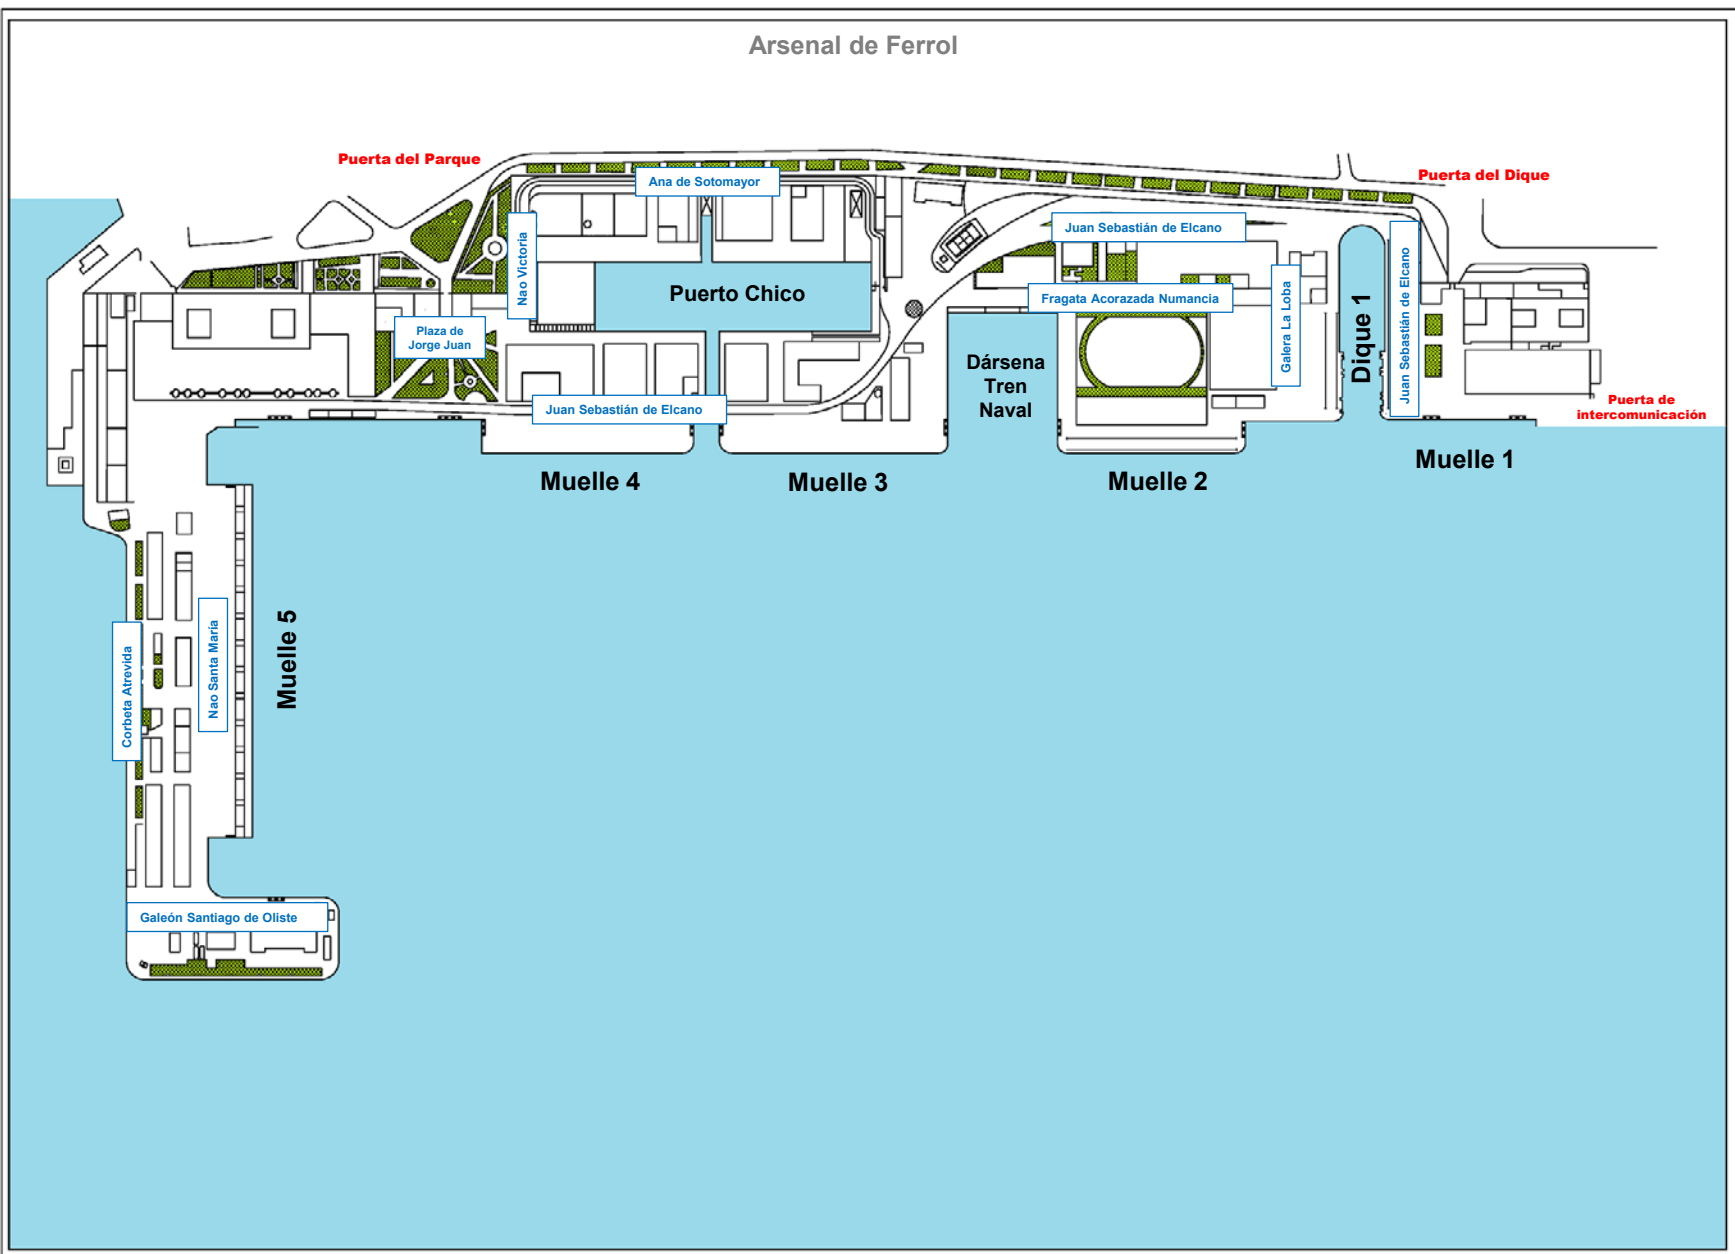 Arsenal de Ferrol
Puerta del Parque
Puerta del Dique
Ana de Sotomayor
Juan Sebastián de Elcano
Nao Victoria
Juan Sebastián de Elcano
Galera La Loba
Puerto Chico
Fragata Acorazada Numancia
Plaza de
Jorge Juan
Dique 1
Dársena
Tren
Naval
Juan Sebastián de Elcano
Puerta de
intercomunicación
Muelle 4
Muelle 3
Muelle 2
Muelle 1
Corbeta Atrevida
Nao Santa María
Muelle 5
Galeón Santiago de Oliste